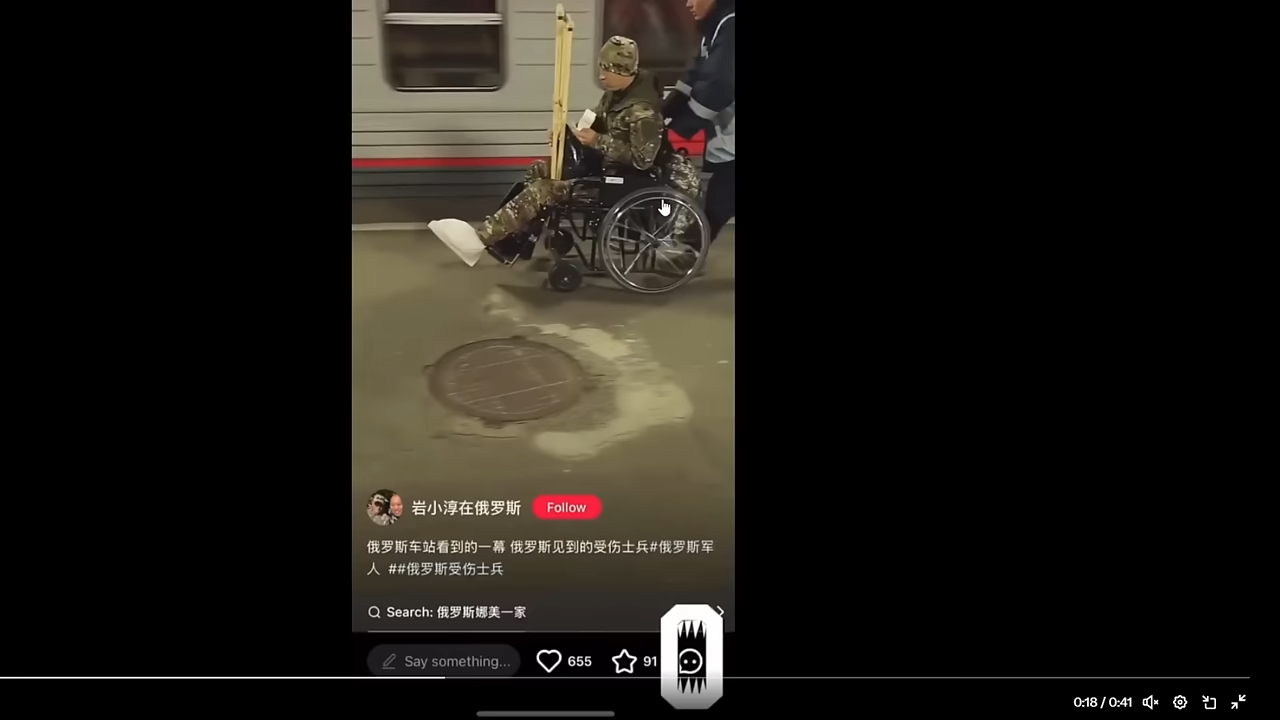 岩小淳在俄罗斯
Follow
俄罗斯车站看到的一幕 俄罗斯见到的受伤士兵#俄罗斯军
人 ##俄罗斯受伤士兵
Search: 俄罗斯娜美一家
Say something...
655
91
0:18 / 0:41